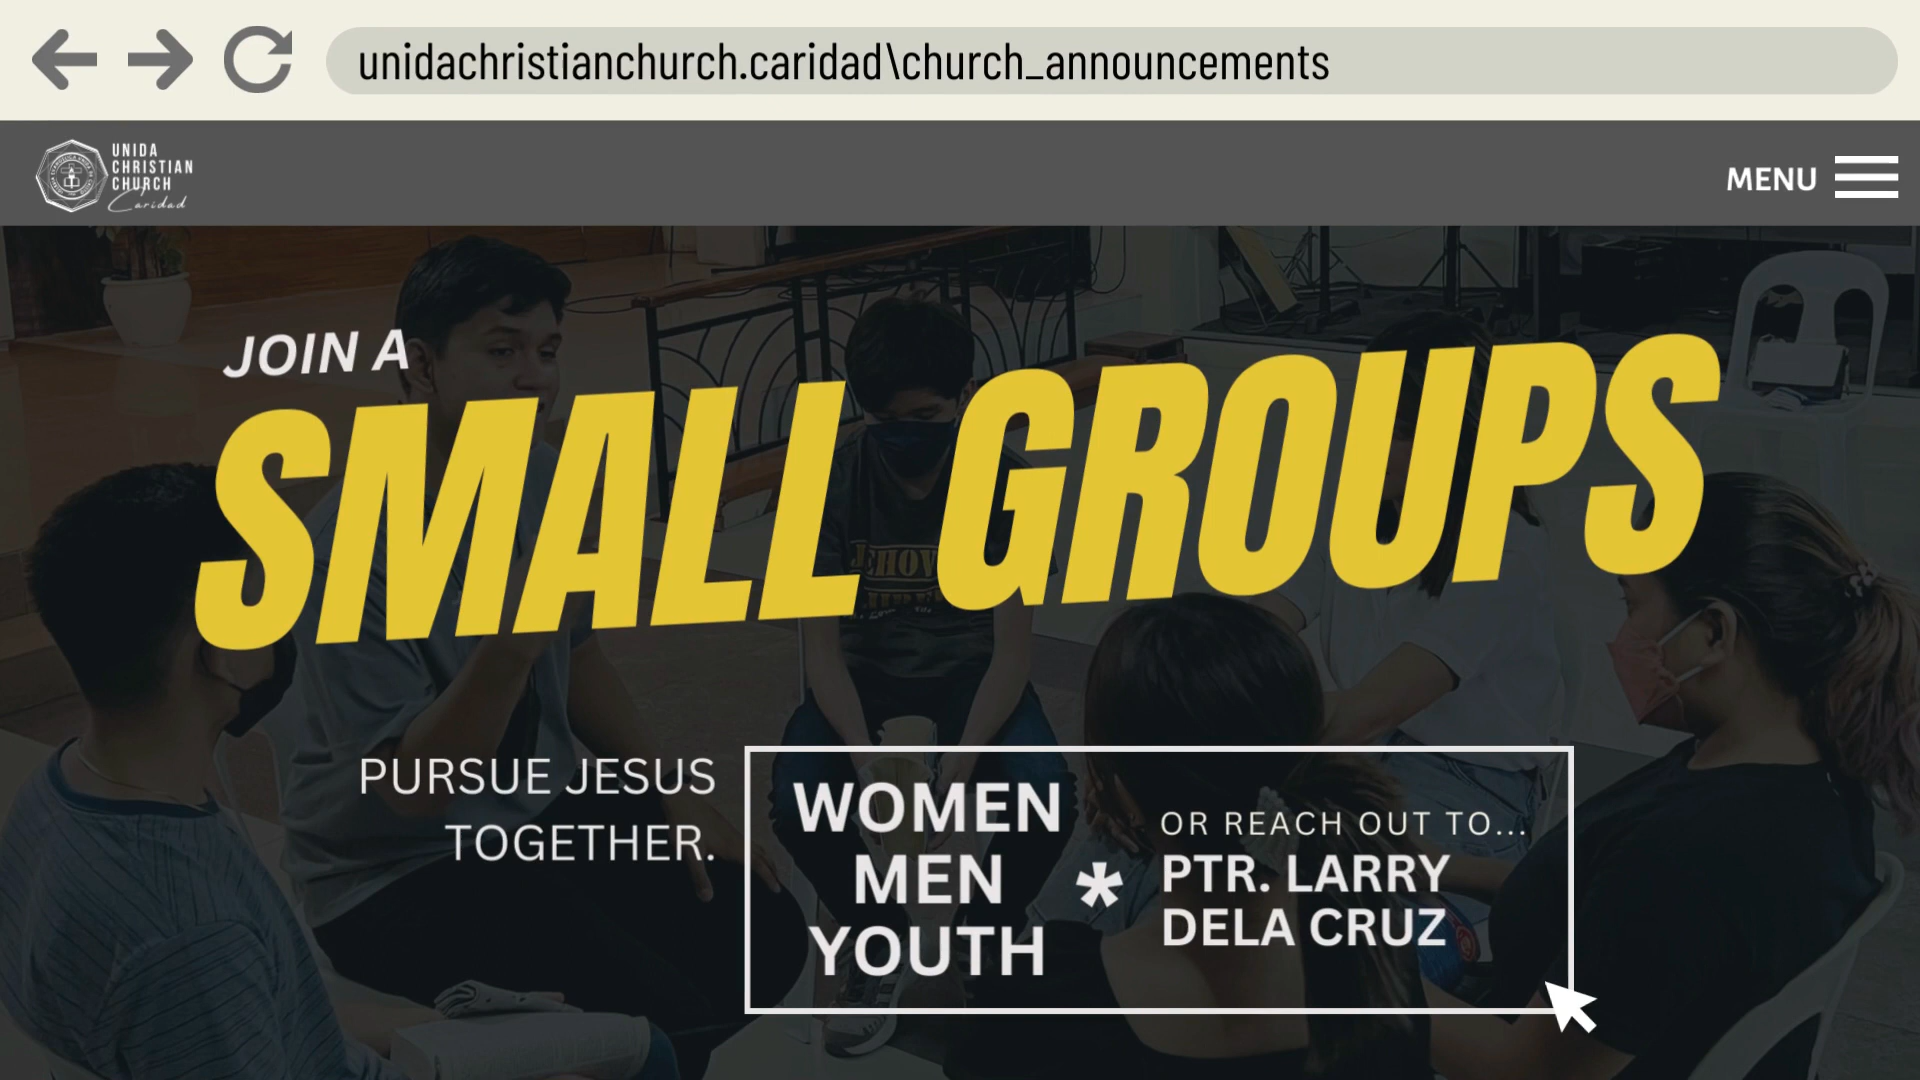 unidachristianchurch.caridad\church_announcements
UNIDA
CHRISTIAN
CHURCH
Caridad
MENU
JOIN A
SMALL GROUPS
PURSUE JESUS
TOGETHER.
WOMEN
MEN
YOUTH
*
OR REACH OUT TO...
PTR. LARRY
DELA CRUZ